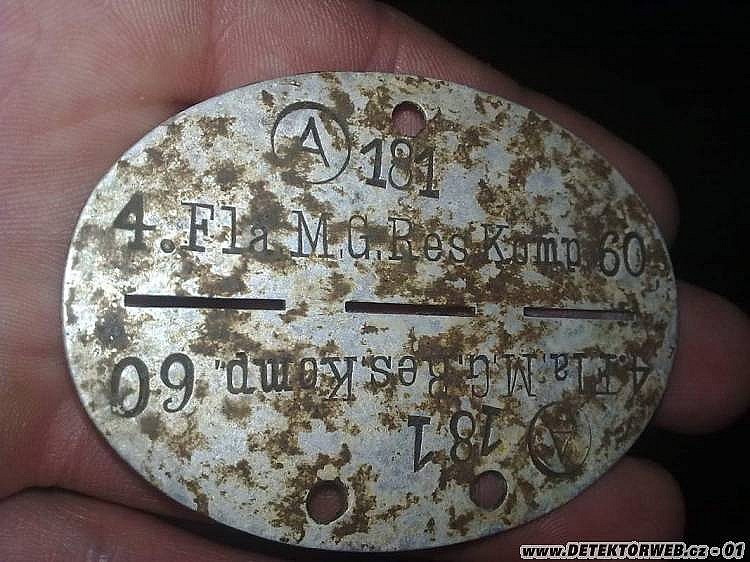 A 181
4. Fla.M.G.Res.Komp.60
4. Fla.M.G.Res.Komp. 60
A 181
www.DETEKTORWEB.cz - 01